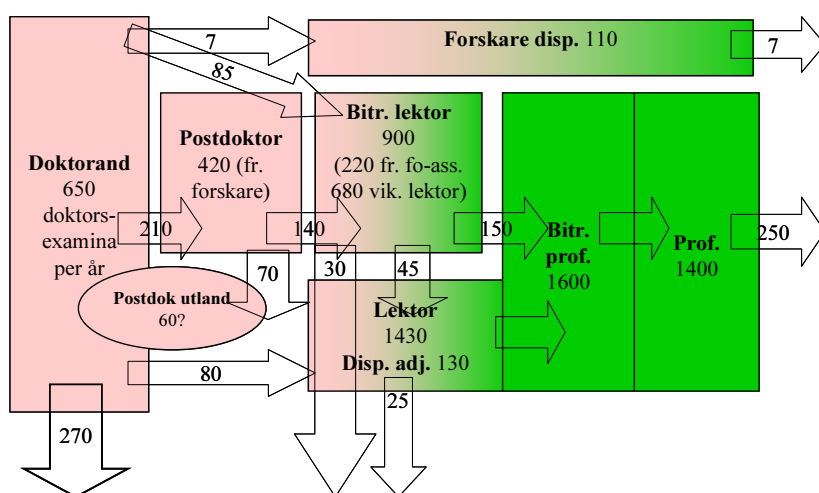 7
Forskare disp. 110
7
85
Bitr. lektor
900
(220 fr. fo-ass.
680 vik. lektor)
Postdoktor
420 (fr.
forskare)
Doktorand
650
doktors-
examina
per år
210
140
150
Bitr.
prof.
1600
Prof.
1400
250
70
30
45
Postdok utland
60?
Lektor
1430
Disp. adj. 130
80
25
270